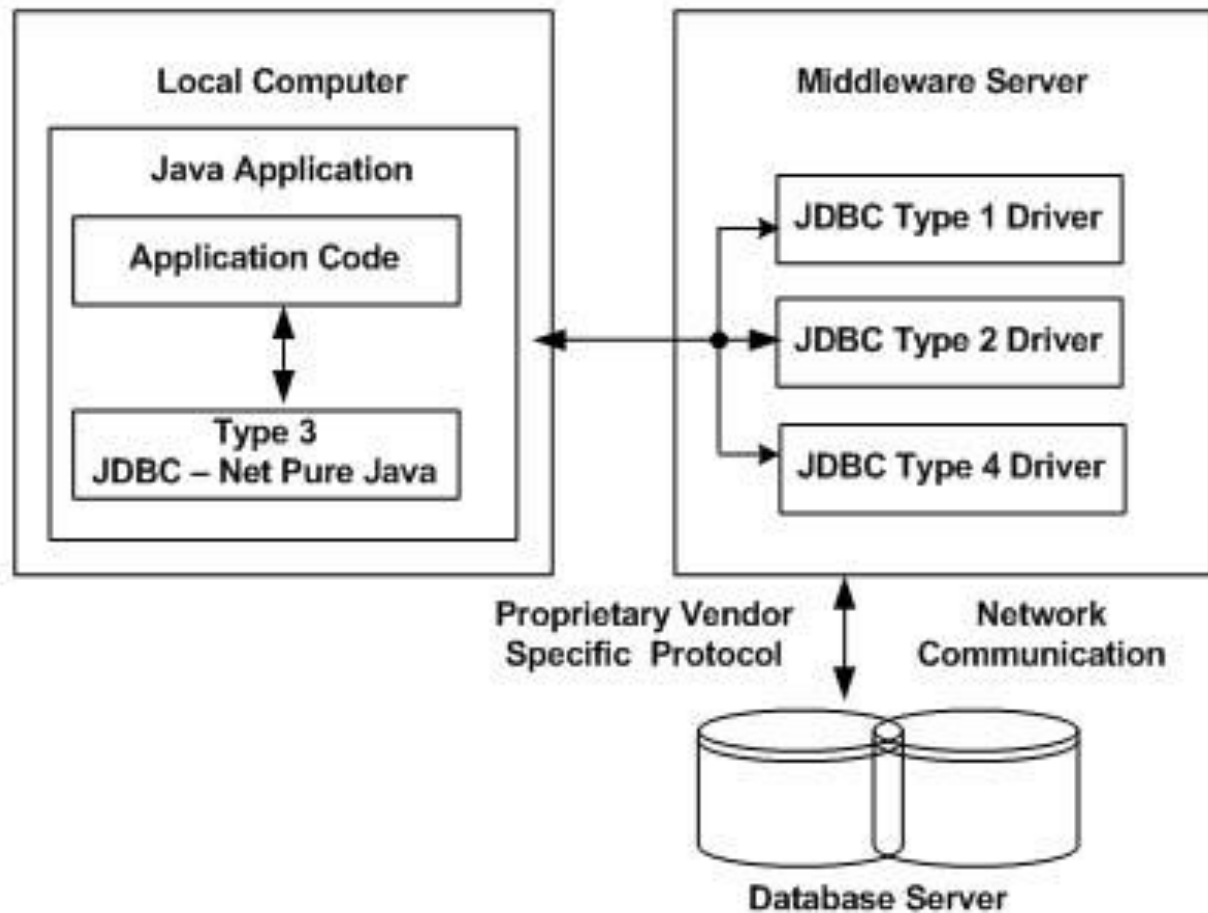 Local Computer
Java Application
Application Code
Type 3
JDBC – Net Pure Java
Middleware Server
JDBC Type 1 Driver
JDBC Type 2 Driver
JDBC Type 4 Driver
Proprietary Vendor
Specific Protocol
Network
Communication
Database Server